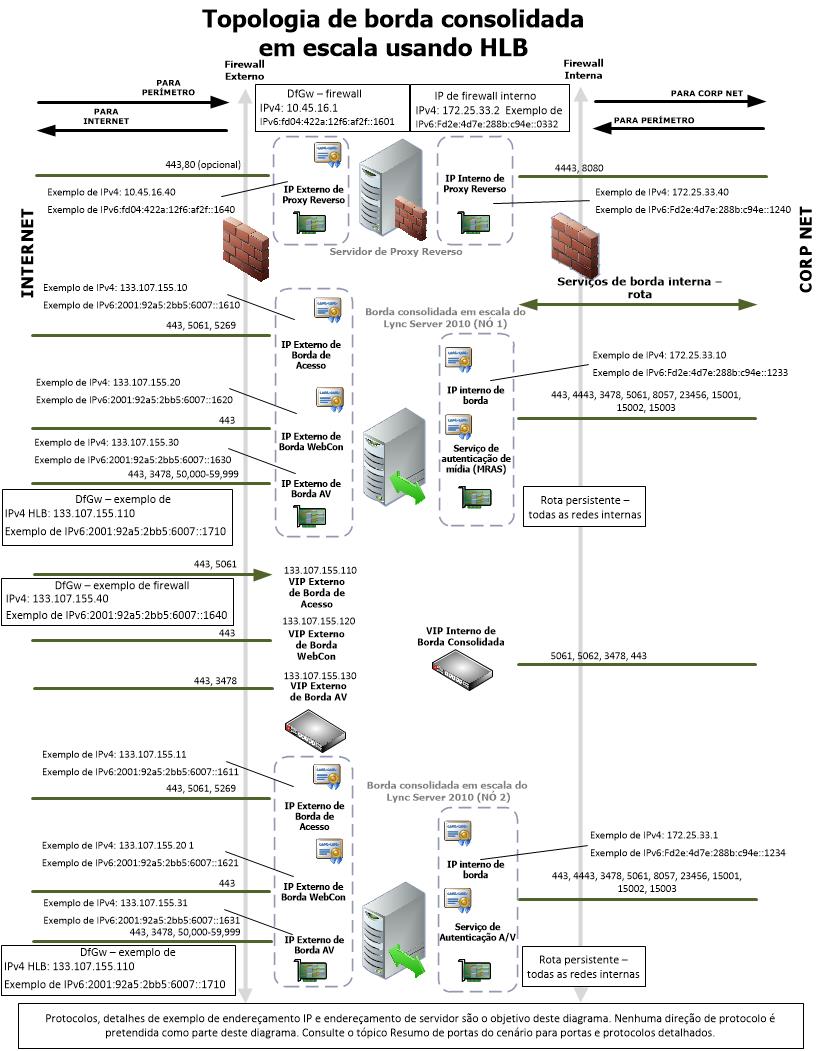 Topologia de borda consolidada
em escala usando HLB
Firewall
Externo
Firewall
Interna
PARA
PERÍMETRO
PARA
INTERNET
DfGw – firewall
IPv4: 10.45.16.1
IPv6:fd04:422a:12f6:af2f::1601
IP de firewall interno
IPv4: 172.25.33.2 Exemplo de
IPv6:Fd2e:4d7e:288b:c94e::0332
PARA CORP NET
PARA PERÍMETRO
443,80 (opcional)
Exemplo de IPv4: 10.45.16.40
Exemplo de IPv6:fd04:422a:12f6:af2f::1640
IP Externo de
Proxy Reverso
IP Interno de
Proxy Reverso
4443, 8080
Exemplo de IPv4: 172.25.33.40
Exemplo de IPv6:Fd2e:4d7e:288b:c94e::1240
Servidor de Proxy Reverso
INTERNET
CORP NET
Serviços de borda interna –
rota
Exemplo de IPv4: 133.107.155.10
Exemplo de IPv6:2001:92a5:2bb5:6007::1610
443, 5061, 5269
IP Externo de
Borda de
Acesso
Borda consolidada em escala do
Lync Server 2010 (NÓ 1)
Exemplo de IPv4: 172.25.33.10
Exemplo de IPv6:Fd2e:4d7e:288b:c94e::1233
IP interno de
borda
443, 4443, 3478, 5061, 8057, 23456, 15001,
15002, 15003
Exemplo de IPv4: 133.107.155.20
Exemplo de IPv6:2001:92a5:2bb5:6007::1620
443
IP Externo de
Borda WebCon
Serviço de
autenticação de
mídia (MRAS)
Exemplo de IPv4: 133.107.155.30
Exemplo de IPv6:2001:92a5:2bb5:6007::1630
443, 3478, 50,000-59,999
IP Externo de
Borda AV
DfGw – exemplo de
IPv4 HLB: 133.107.155.110
Exemplo de IPv6:2001:92a5:2bb5:6007::1710
Rota persistente –
todas as redes internas
443, 5061
133.107.155.110
VIP Externo
de Borda de
Acesso
DfGw – exemplo de firewall
IPv4: 133.107.155.40
Exemplo de IPv6:2001:92a5:2bb5:6007::1640
443
133.107.155.120
VIP Externo
de Borda
WebCon
VIP Interno de
Borda Consolidada
5061, 5062, 3478, 443
443, 3478
133.107.155.130
VIP Externo
de Borda AV
Exemplo de IPv4: 133.107.155.11
Exemplo de IPv6:2001:92a5:2bb5:6007::1611
443, 5061, 5269
IP Externo de
Borda de
Acesso
Borda consolidada em escala do
Lync Server 2010 (NÓ 2)
Exemplo de IPv4: 172.25.33.1
Exemplo de IPv6:Fd2e:4d7e:288b:c94e::1234
IP interno de
borda
443, 4443, 3478, 5061, 8057, 23456, 15001,
15002, 15003
Exemplo de IPv4: 133.107.155.20 1
Exemplo de IPv6:2001:92a5:2bb5:6007::1621
443
IP Externo de
Borda WebCon
Serviço de
Autenticação A/V
Exemplo de IPv4: 133.107.155.31
Exemplo de IPv6:2001:92a5:2bb5:6007::1631
443, 3478, 50,000-59,999
IP Externo de
Borda AV
DfGw – exemplo de
IPv4 HLB: 133.107.155.110
Exemplo de IPv6:2001:92a5:2bb5:6007::1710
Rota persistente –
todas as redes internas
Protocolos, detalhes de exemplo de endereçamento IP e endereçamento de servidor são o objetivo deste diagrama. Nenhuma direção de protocolo é
pretendida como parte deste diagrama. Consulte o tópico Resumo de portas do cenário para portas e protocolos detalhados.